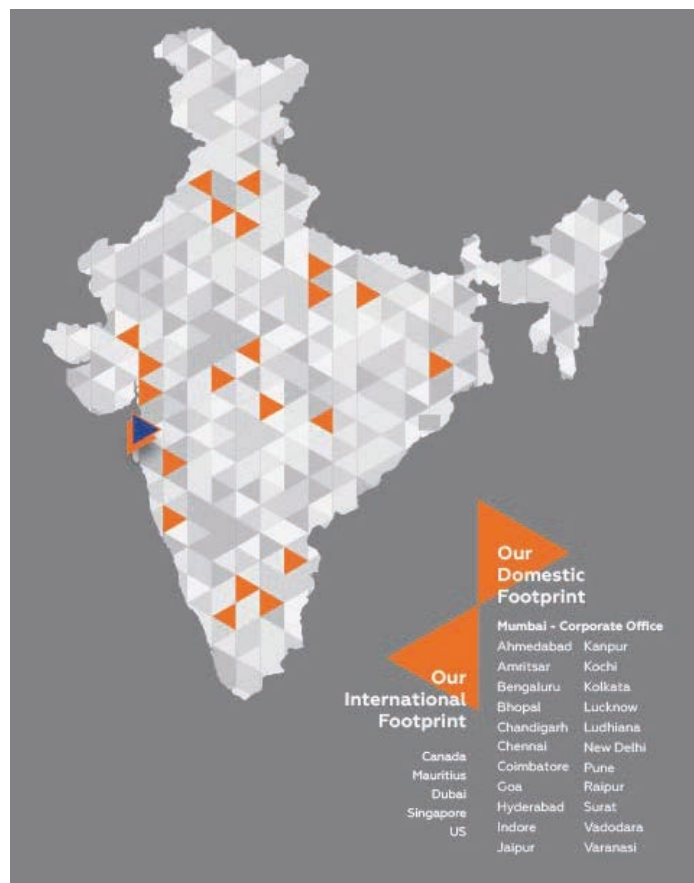 Our
Domestic
Footprint
Mumbai - Corporate Office
Ahmedabad Kanpur
Amritsar Kochi
Bengaluru Kolkata
Bhopal Lucknow
Chandigarh Ludhiana
Chennai New Delhi
Coimbatore Pune
Goa Raipur
Hyderabad Surat
Indore Vadodara
Jaipur Varanasi
Our
International
Footprint
Canada
Mauritius
Dubai
Singapore
US